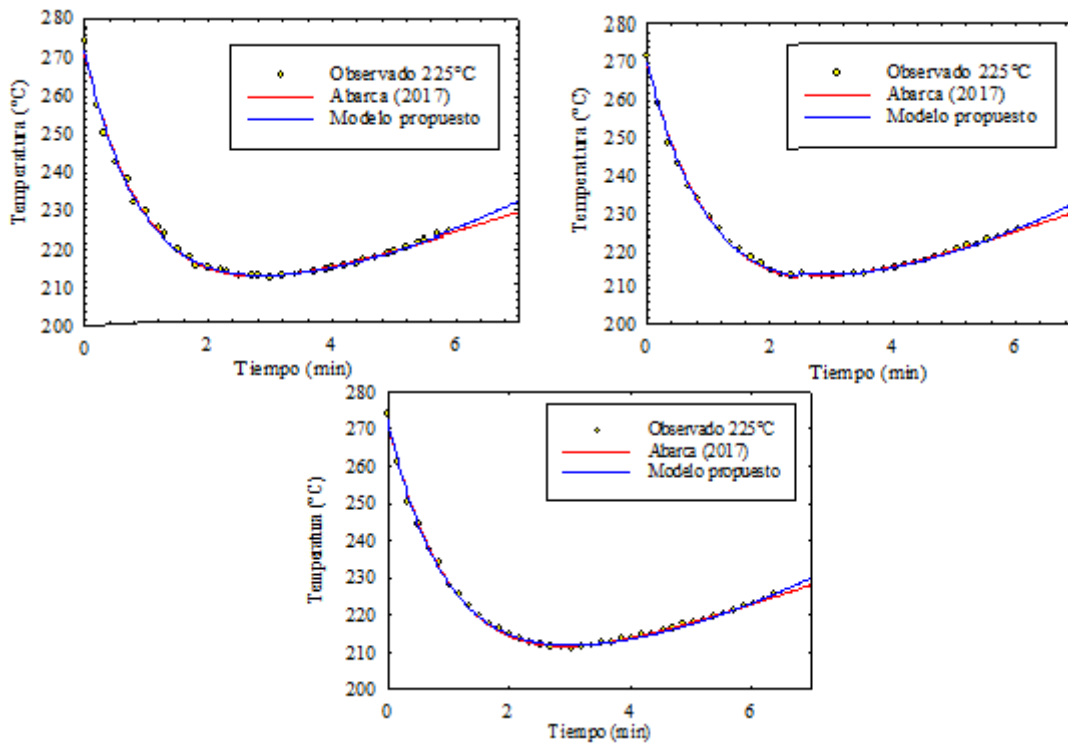 280
270
260
250
240
230
220
210
200
Temperatura (°C)
Observado 225°C
Abarca (2017)
Modelo propuesto
0
2
4
6
Tiempo (min)
280
270
260
250
240
230
220
210
200
Temperatura (°C)
Observado 225°C
Abarca (2017)
Modelo propuesto
0
2
4
6
Tiempo (min)
280
270
260
250
240
230
220
210
200
Temperatura (°C)
Observado 225°C
Abarca (2017)
Modelo propuesto
0
2
4
6
Tiempo (min)